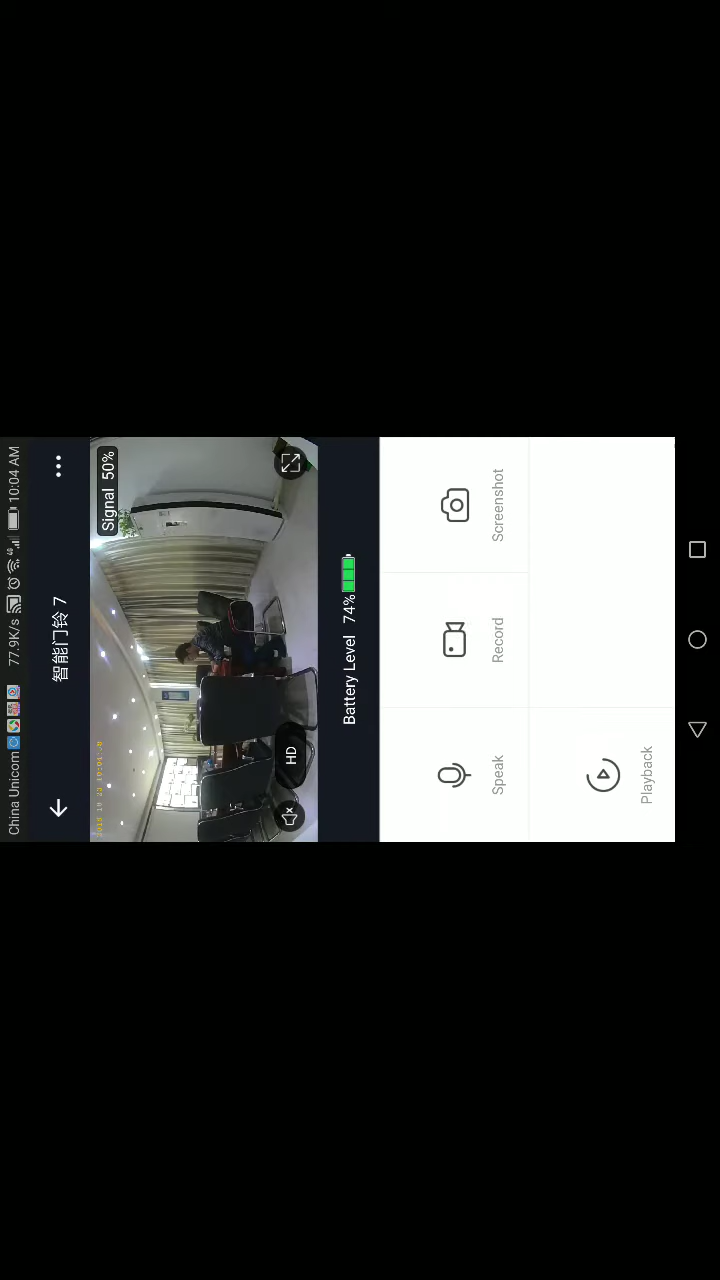 China Unicom 77.9K/s 4G 10:04 AM
智能门铃 7
Signal 50%
HD
Battery Level 74%
Speak
Record
Screenshot
Playback